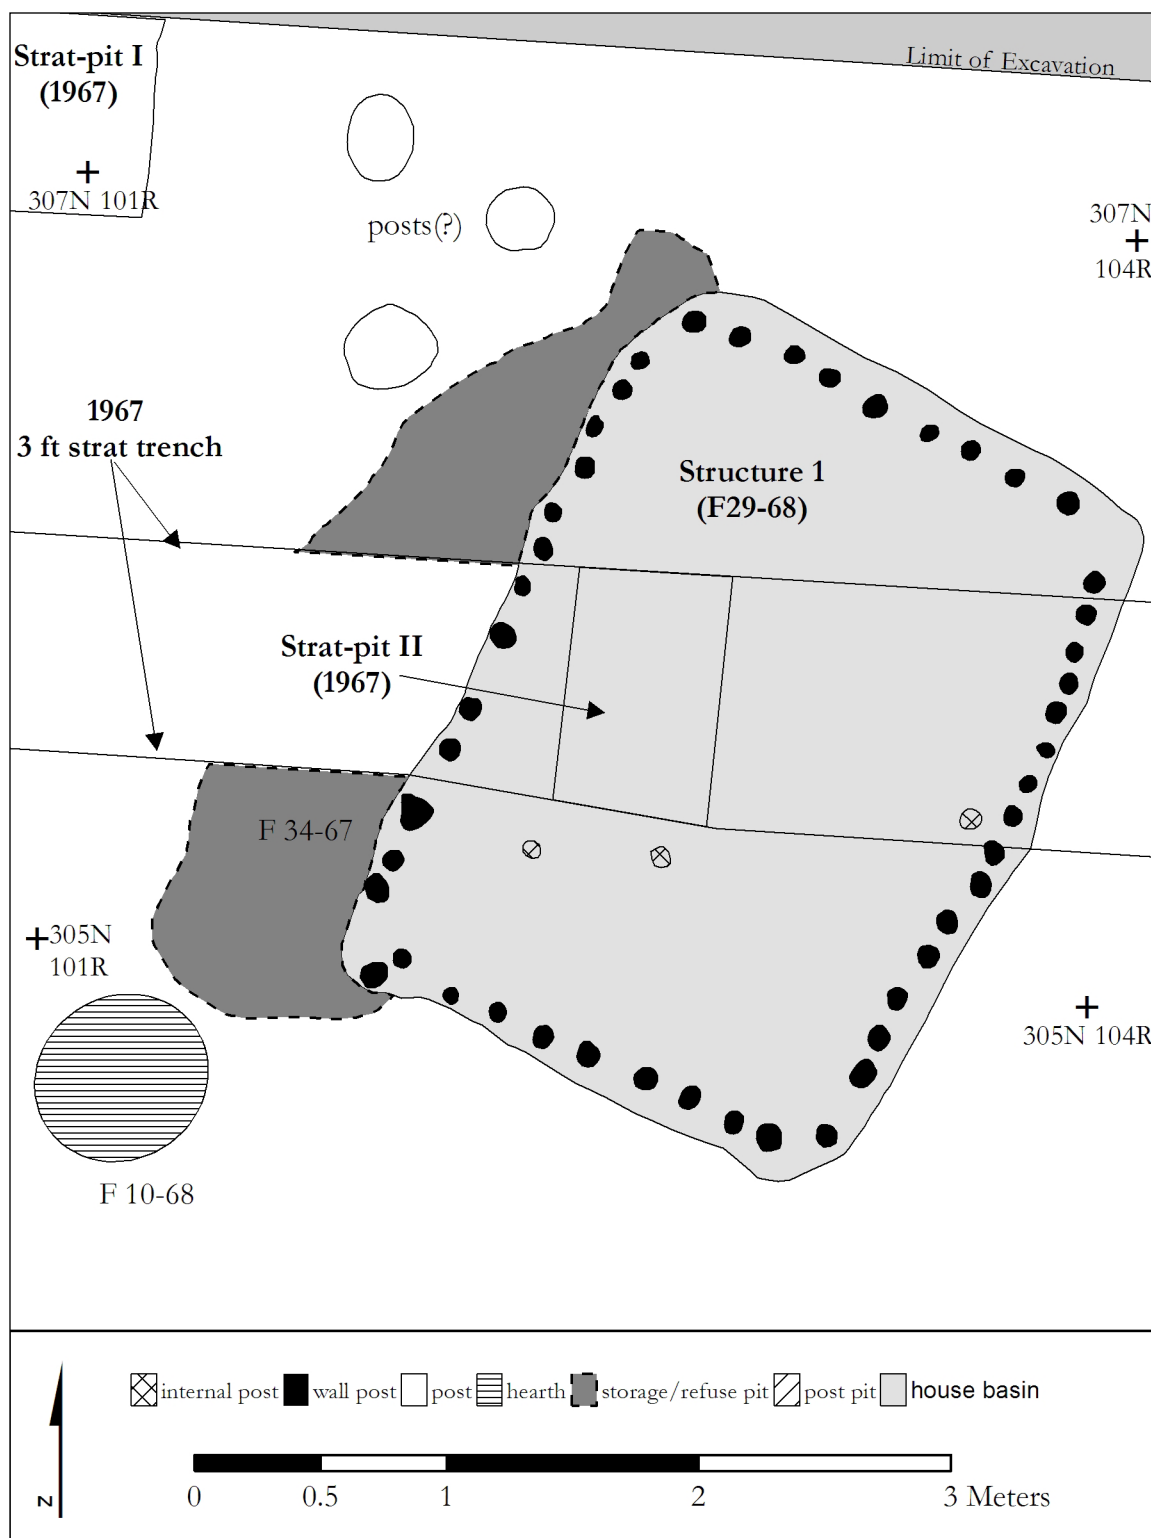 Limit of Excavation
Strat-pit I
(1967)
307N 101R
posts(?)
307N
104R
1967
3 ft strat trench
Structure 1
(F29-68)
Strat-pit II
(1967)
F 34-67
305N
101R
305N 104R
F 10-68
internal post wall post post hearth storage/refuse pit post pit house basin
N
0 0.5 1 2 3 Meters